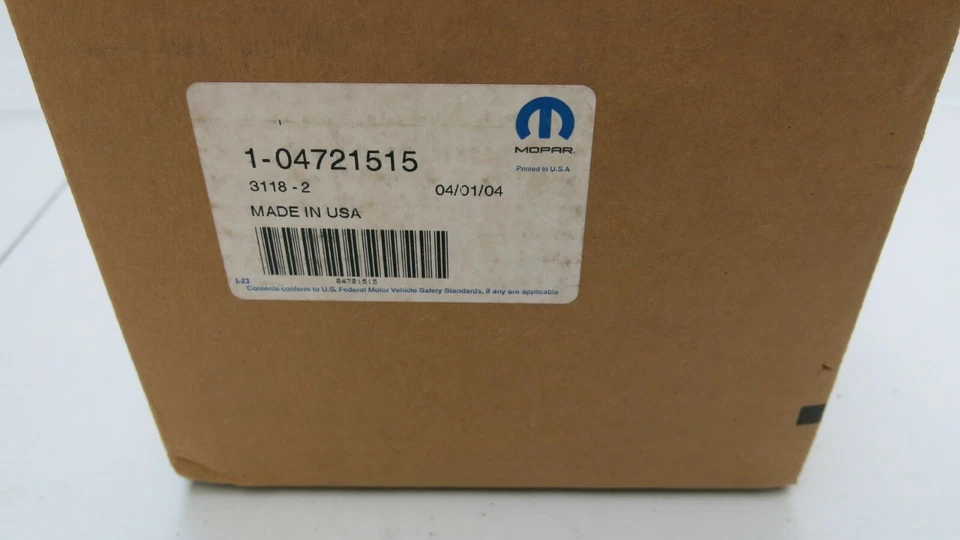 MOPAR
Printed in U.S.A
1-04721515
3118 - 2 04/01/04
MADE IN USA
L-23 04721515
Contents conform to U.S. Federal Motor Vehicle Safety Standards, if any are applicable